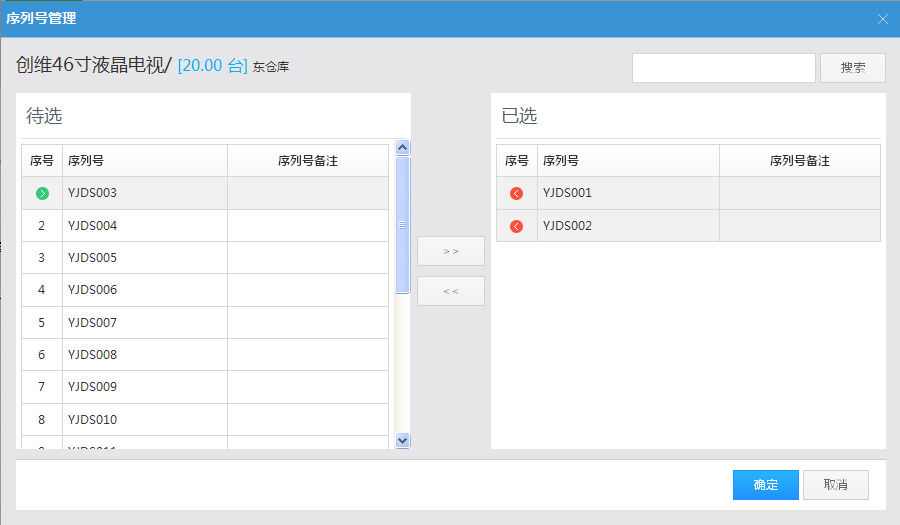 序列号管理
创维46寸液晶电视/ [20.00 台] 东仓库
搜索
待选
序号 序列号 序列号备注
YJDS003
2 YJDS004
3 YJDS005
4 YJDS006
5 YJDS007
6 YJDS008
7 YJDS009
8 YJDS010
>>
<<
已选
序号 序列号 序列号备注
YJDS001
YJDS002
确定 取消